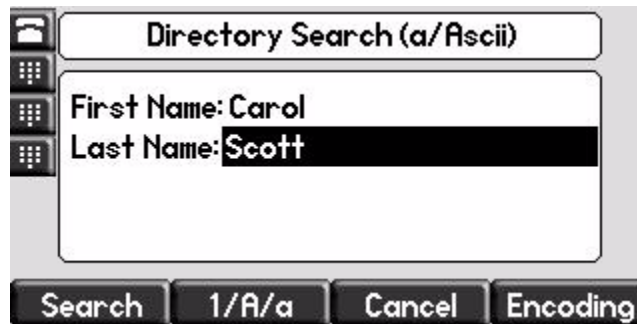 Directory Search (a/Ascii)
First Name: Carol
Last Name: Scott
Search 1/A/a Cancel Encoding